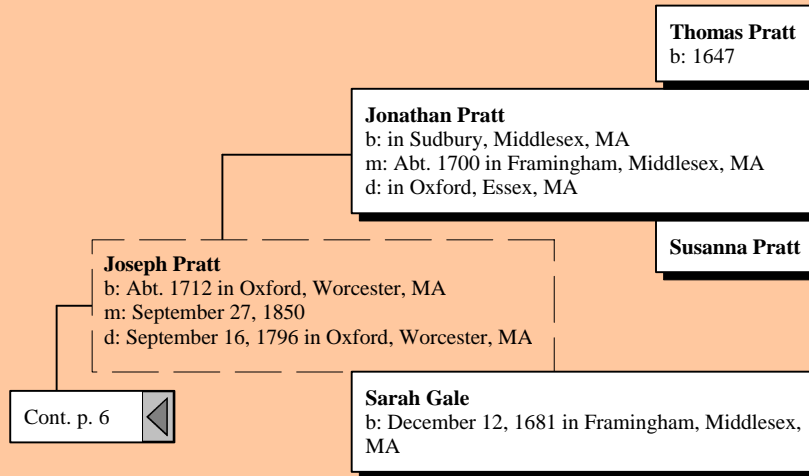 Thomas Pratt
b: 1647
Jonathan Pratt
b: in Sudbury, Middlesex, MA
m: Abt. 1700 in Framingham, Middlesex, MA
d: in Oxford, Essex, MA
Susanna Pratt
Joseph Pratt
b: Abt. 1712 in Oxford, Worcester, MA
m: September 27, 1850
d: September 16, 1796 in Oxford, Worcester, MA
Cont. p. 6
Sarah Gale
b: December 12, 1681 in Framingham, Middlesex,
MA